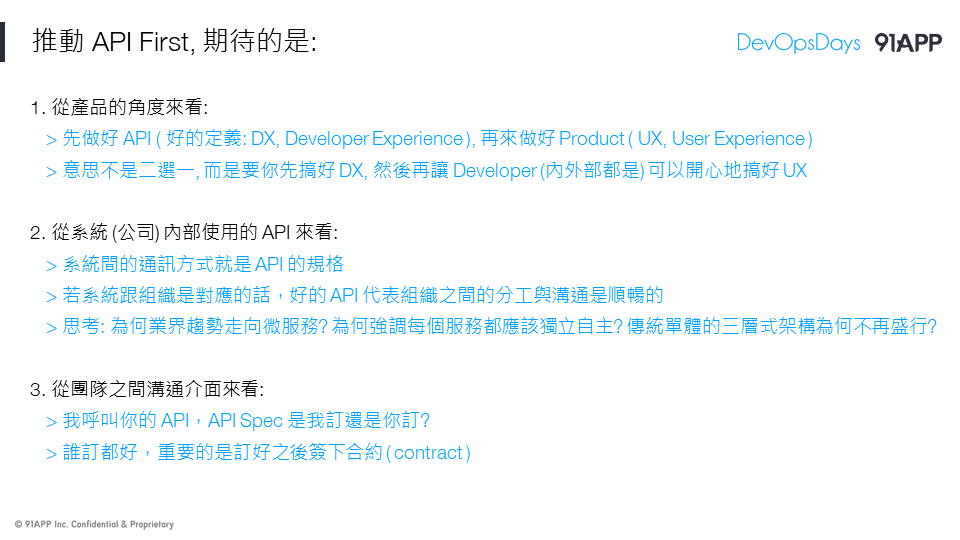 推動 API First, 期待的是:
DevOpsDays 91APP
1. 從產品的角度來看:
> 先做好 API ( 好的定義: DX, Developer Experience ), 再來做好 Product ( UX, User Experience )
> 意思不是二選一, 而是要你先搞好 DX, 然後再讓 Developer (內外部都是) 可以開心地搞好 UX
2. 從系統 (公司) 內部使用的 API 來看:
> 系統間的通訊方式就是 API 的規格
> 若系統跟組織是對應的話，好的 API 代表組織之間的分工與溝通是順暢的
> 思考: 為何業界趨勢走向微服務? 為何強調每個服務都應該獨立自主? 傳統單體的三層式架構為何不再盛行?
3. 從團隊之間溝通介面來看:
> 我呼叫你的 API，API Spec 是我訂還是你訂?
> 誰訂都好，重要的是訂好之後簽下合約 ( contract )
© 91APP Inc. Confidential & Proprietary